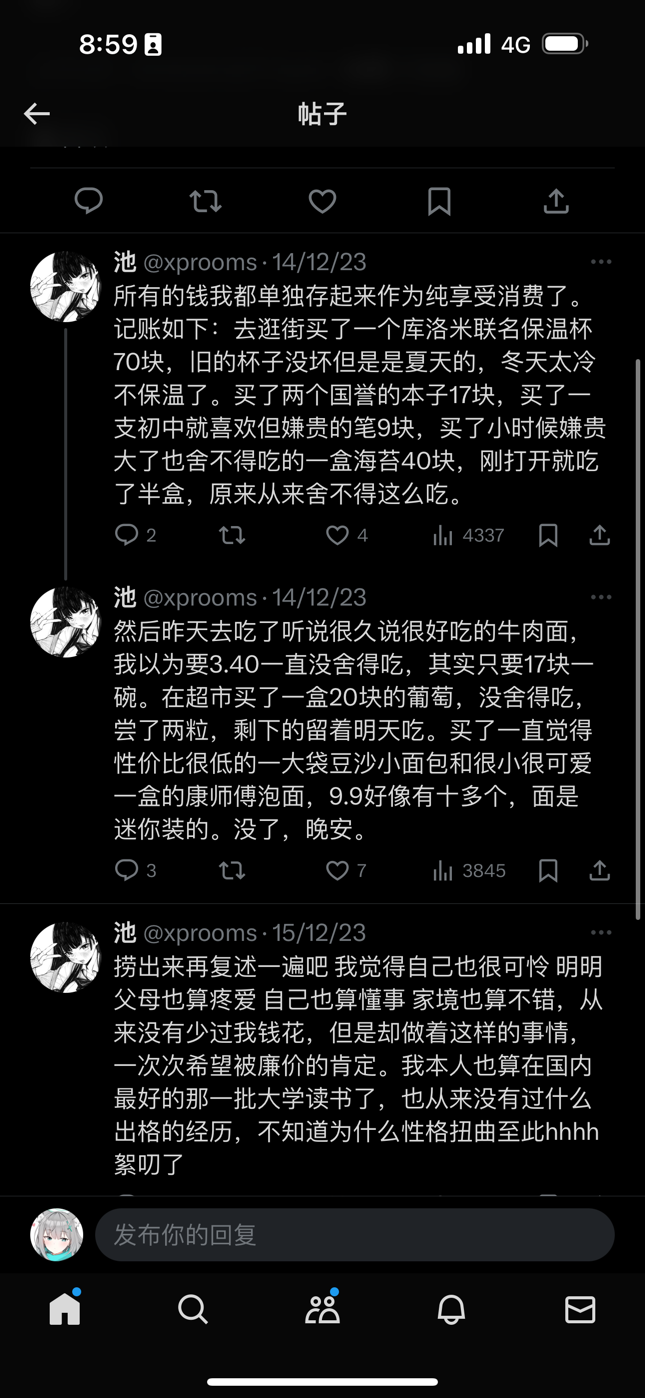 8:59
4G
帖子
池 @xprooms · 14/12/23
所有的钱我都单独存起来作为纯享受消费了。
记账如下：去逛街买了一个库洛米联名保温杯
70块，旧的杯子没坏但是是夏天的，冬天太冷
不保温了。买了两个国誉的本子17块，买了一
支初中就喜欢但嫌贵的笔9块，买了小时候嫌贵
大了也舍不得吃的一盒海苔40块，刚打开就吃
了半盒，原来从来舍不得这么吃。
2 4 4337
池 @xprooms · 14/12/23
然后昨天去吃了听说很久说很好吃的牛肉面，
我以为要3.40一直没舍得吃，其实只要17块一
碗。在超市买了一盒20块的葡萄，没舍得吃，
尝了两粒，剩下的留着明天吃。买了一直觉得
性价比很低的一大袋豆沙小面包和很小很可爱
一盒的康师傅泡面，9.9好像有十多个，面是
迷你装的。没了，晚安。
3 7 3845
池 @xprooms · 15/12/23
捞出来再复述一遍吧 我觉得自己也很可怜 明明
父母也算疼爱 自己也算懂事 家境也算不错，从
来没有少过我钱花，但是却做着这样的事情，
一次次希望被廉价的肯定。我本人也算在国内
最好的那一批大学读书了，也从来没有过什么
出格的经历，不知道为什么性格扭曲至此hhhh
絮叨了
发布你的回复